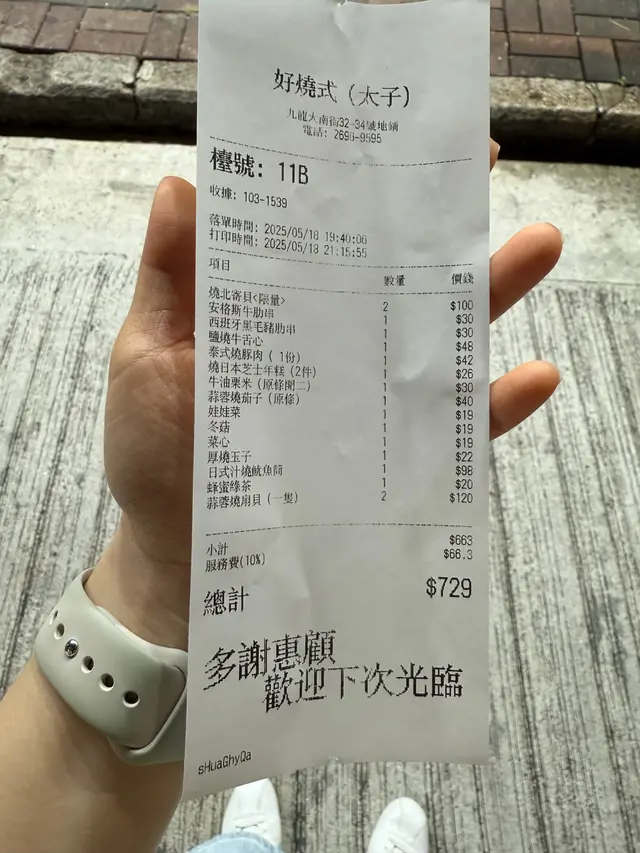 好燒式（太子）
九龍大南街32-34號地鋪
電話: 2698-9595
檯號: 11B
收據: 103-1539
落單時間: 2025/05/18 19:40:06
打印時間: 2025/05/18 21:15:55
項目 數量 價錢
燒北寄貝<限量> 2 $100
安格斯牛肋串 1 $30
西班牙黑毛豬肋串 1 $30
鹽燒牛舌心 1 $48
泰式燒豚肉（1份） 1 $42
燒日本芝士年糕（2件） 1 $26
牛油粟米（原條開二） 1 $30
蒜蓉燒茄子（原條） 1 $40
娃娃菜 1 $19
冬菇 1 $19
菜心 1 $19
厚燒玉子 1 $22
日式汁燒魷魚筒 1 $98
蜂蜜綠茶 1 $20
蒜蓉燒扇貝（一隻） 2 $120
小計 $663
服務費(10%) $66.3
總計 $729
多謝惠顧
歡迎下次光臨
sHuaGhyQa